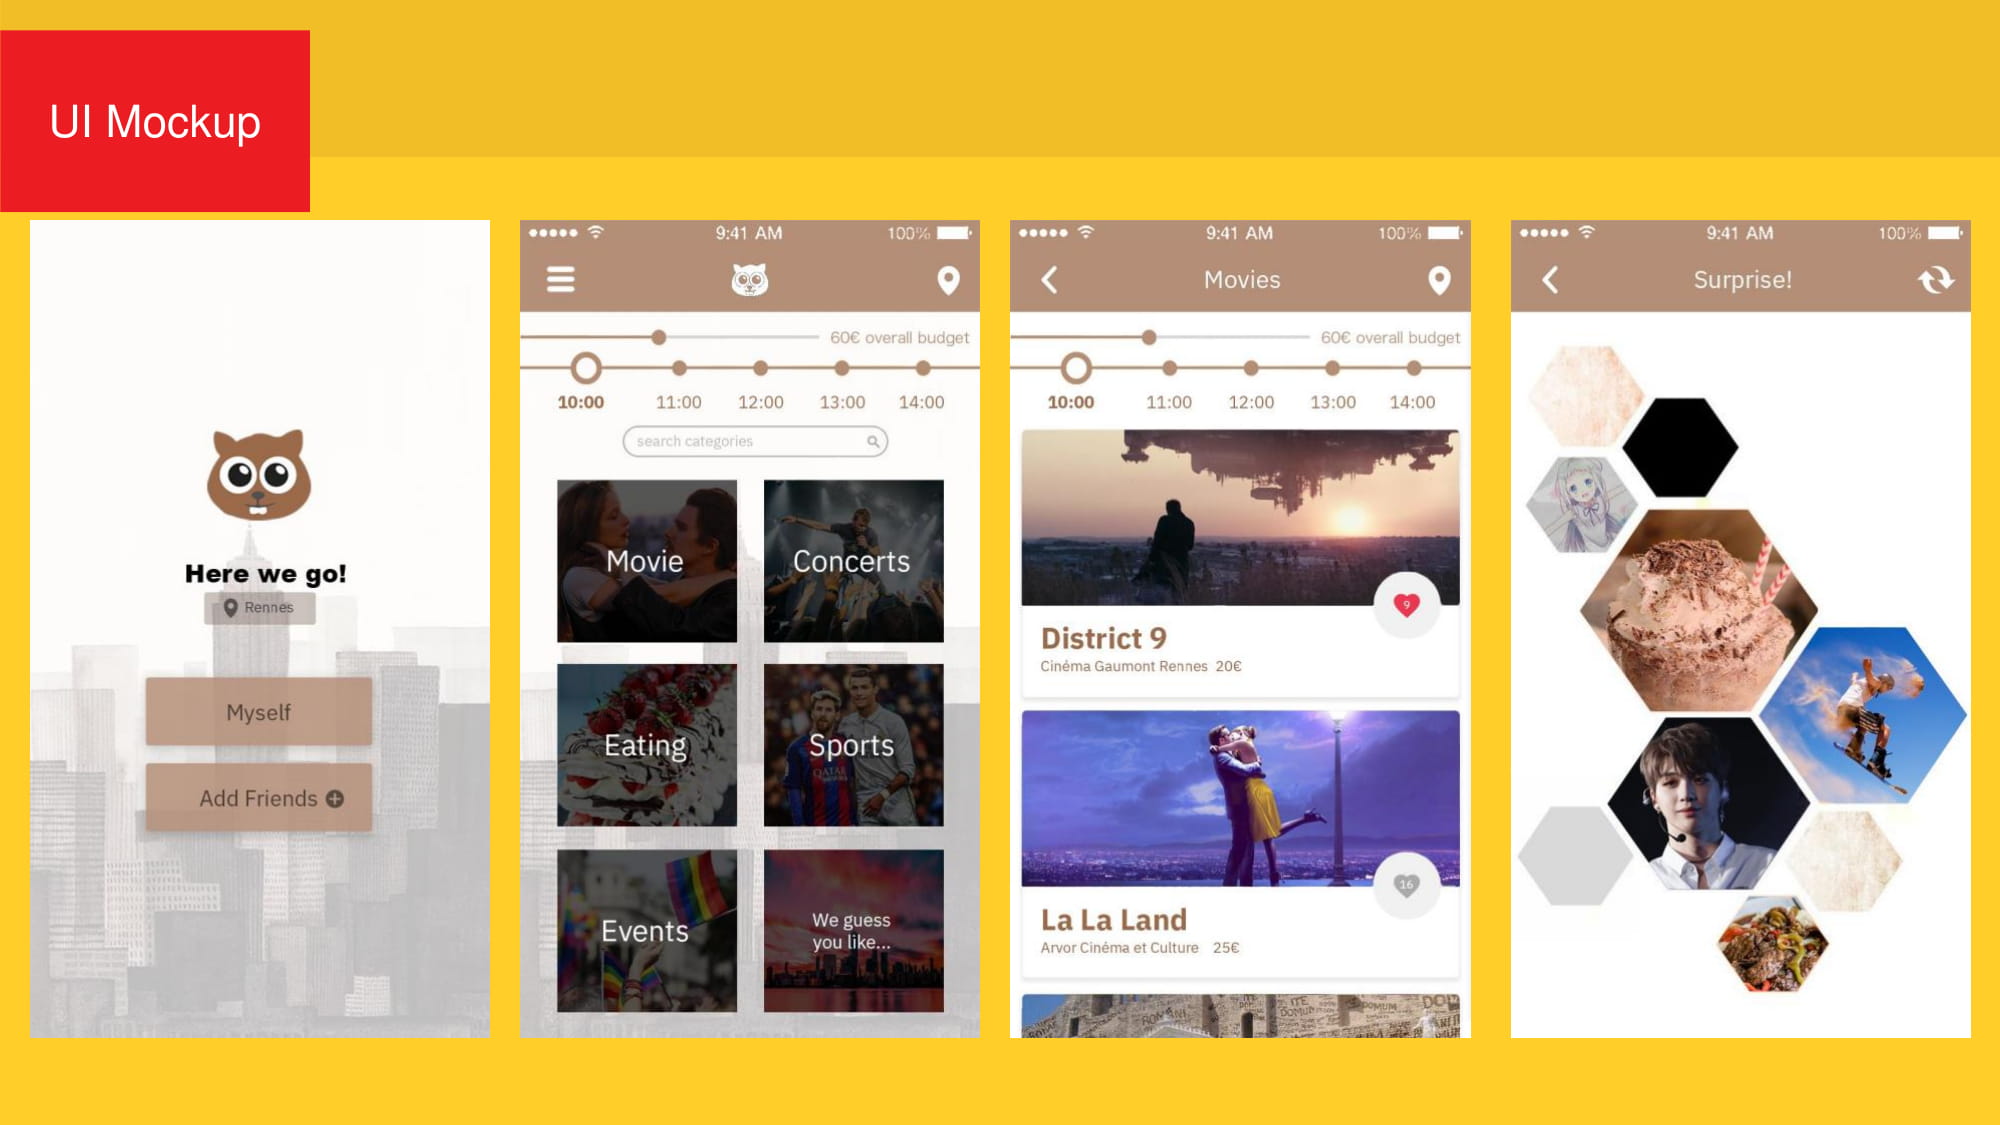 UI Mockup
Here we go!
Rennes
Myself
Add Friends
9:41 AM
100%
60€ overall budget
10:00 11:00 12:00 13:00 14:00
search categories
Movie
Concerts
Eating
Sports
QATAR
Events
We guess
you like...
9:41 AM
100%
Movies
60€ overall budget
10:00 11:00 12:00 13:00 14:00
9
District 9
Cinéma Gaumont Rennes 20€
16
La La Land
Arvor Cinéma et Culture 25€
9:41 AM
100%
Surprise!